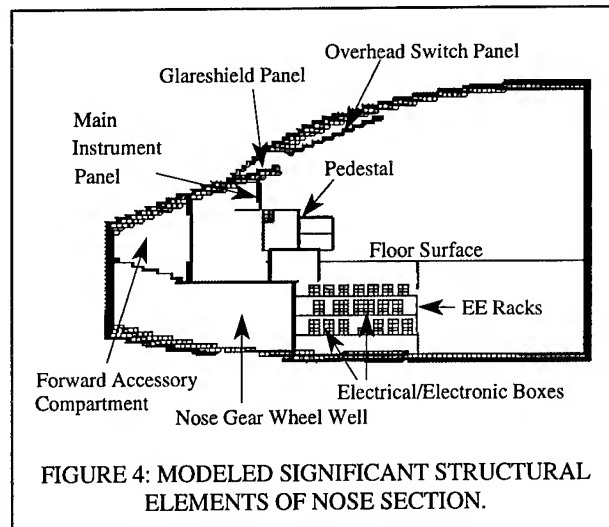 Overhead Switch Panel
Glareshield Panel
Main
Instrument
Panel
Pedestal
Floor Surface
EE Racks
Forward Accessory
Compartment
Electrical/Electronic Boxes
Nose Gear Wheel Well
FIGURE 4: MODELED SIGNIFICANT STRUCTURAL
ELEMENTS OF NOSE SECTION.